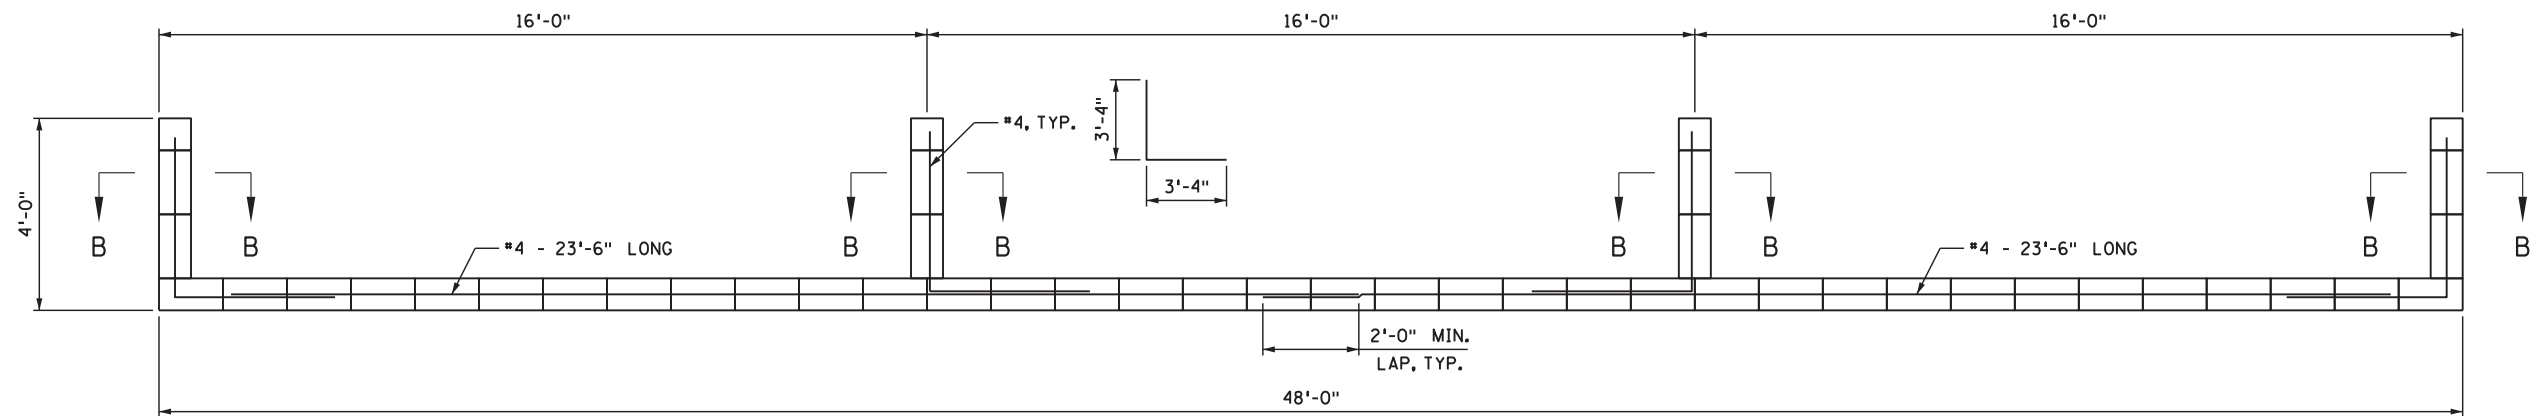 16'-0"
16'-0"
16'-0"
#4, TYP.
3'-4"
3'-4"
4'-0"
B
B
B
B
B
B
B
B
#4 - 23'-6" LONG
#4 - 23'-6" LONG
2'-0" MIN.
LAP, TYP.
48'-0"